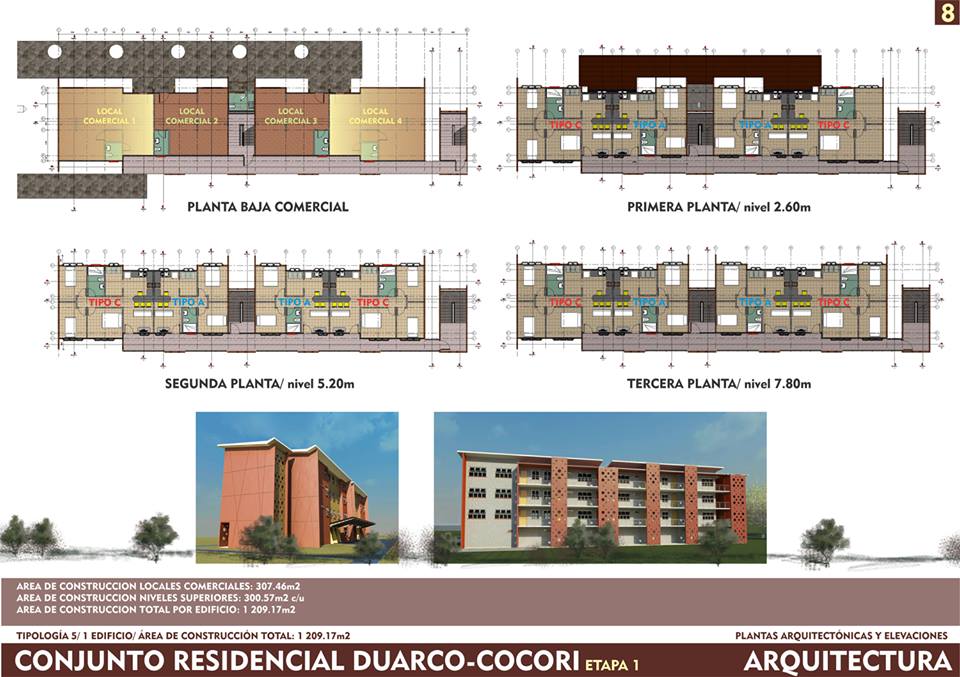 8
LOCAL COMERCIAL 1
LOCAL COMERCIAL 2
LOCAL COMERCIAL 3
LOCAL COMERCIAL 4
PLANTA BAJA COMERCIAL
TIPO C
TIPO A
TIPO A
TIPO C
PRIMERA PLANTA/ nivel 2.60m
TIPO C
TIPO A
TIPO A
TIPO C
SEGUNDA PLANTA/ nivel 5.20m
TIPO C
TIPO A
TIPO A
TIPO C
TERCERA PLANTA/ nivel 7.80m
AREA DE CONSTRUCCION LOCALES COMERCIALES: 307.46m2
AREA DE CONSTRUCCION NIVELES SUPERIORES: 300.57m2 c/u
AREA DE CONSTRUCCION TOTAL POR EDIFICIO: 1 209.17m2
TIPOLOGÍA 5/ 1 EDIFICIO/ ÁREA DE CONSTRUCCIÓN TOTAL: 1 209.17m2
PLANTAS ARQUITECTÓNICAS Y ELEVACIONES
CONJUNTO RESIDENCIAL DUARCO-COCORI ETAPA 1
ARQUITECTURA